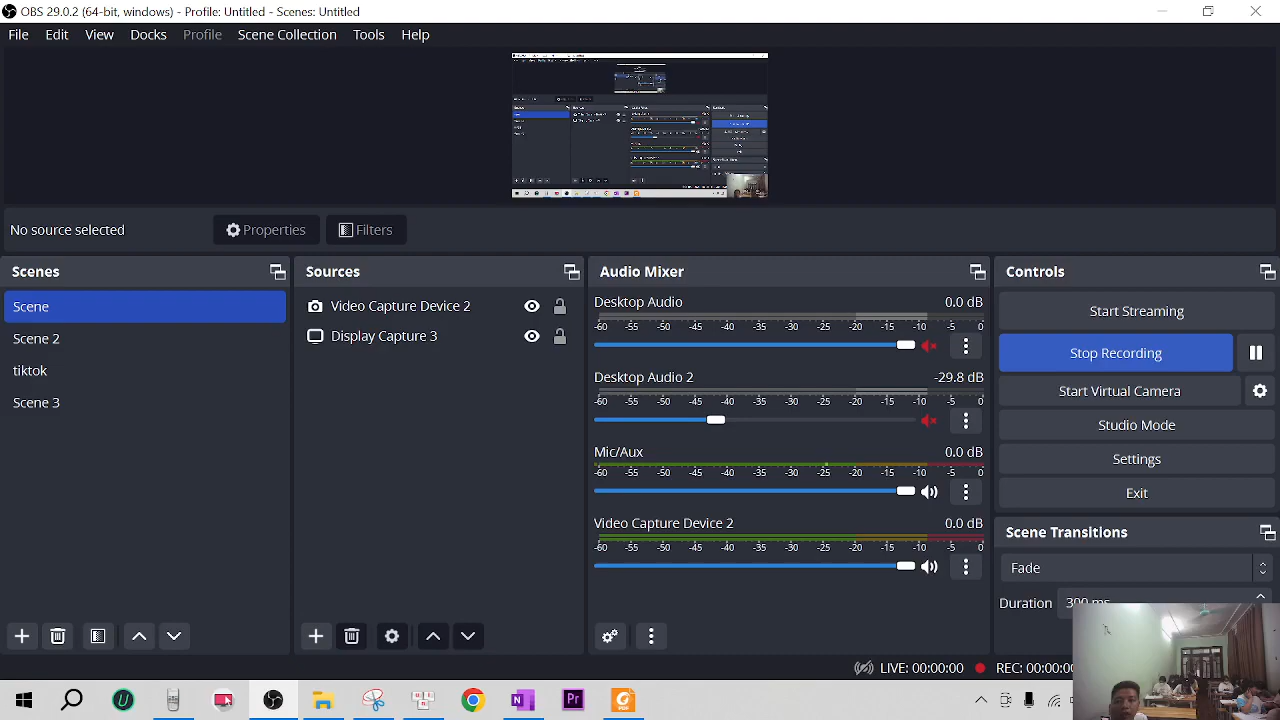 OBS 29.0.2 (64-bit, windows) - Profile: Untitled - Scenes: Untitled
File Edit View Docks Profile Scene Collection Tools Help
No source selected Properties Filters
Scenes
Scene
Scene 2
tiktok
Scene 3
Sources
Video Capture Device 2
Display Capture 3
Audio Mixer
Desktop Audio 0.0 dB
-60 -55 -50 -45 -40 -35 -30 -25 -20 -15 -10 -5 0
Desktop Audio 2 -29.8 dB
-60 -55 -50 -45 -40 -35 -30 -25 -20 -15 -10 -5 0
Mic/Aux 0.0 dB
-60 -55 -50 -45 -40 -35 -30 -25 -20 -15 -10 -5 0
Video Capture Device 2 0.0 dB
-60 -55 -50 -45 -40 -35 -30 -25 -20 -15 -10 -5 0
Controls
Start Streaming
Stop Recording
Start Virtual Camera
Studio Mode
Settings
Exit
Scene Transitions
Fade
Duration 300 ms
LIVE: 00:00:00 REC: 00:00:0
Pr